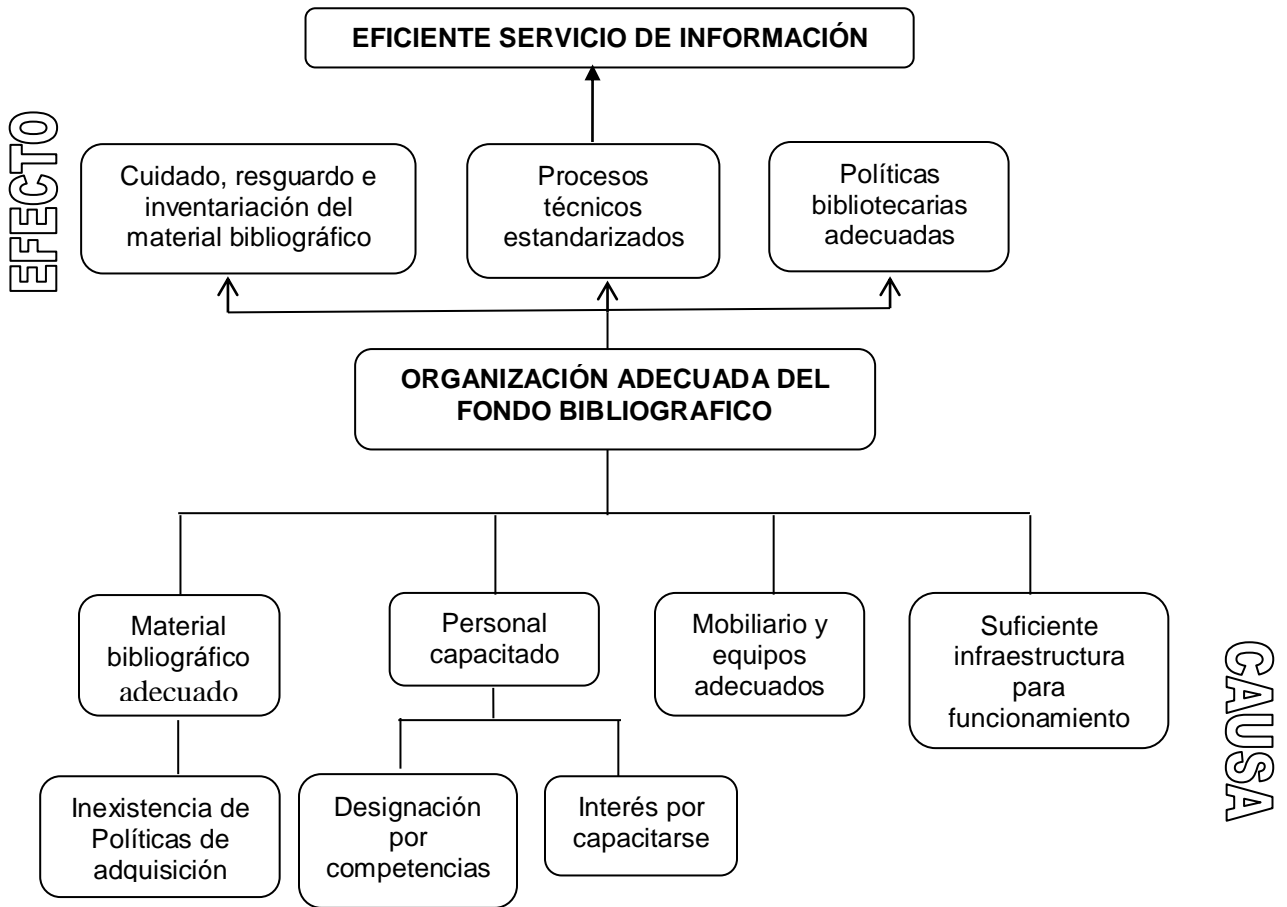 EFICIENTE SERVICIO DE INFORMACIÓN
EFECTO
Cuidado, resguardo e
inventariación del
material bibliográfico
Procesos
técnicos
estandarizados
Políticas
bibliotecarias
adecuadas
ORGANIZACIÓN ADECUADA DEL
FONDO BIBLIOGRAFICO
Material
bibliográfico
adecuado
Personal
capacitado
Mobiliario y
equipos
adecuados
Suficiente
infraestructura
para
funcionamiento
CAUSA
Inexistencia de
Políticas de
adquisición
Designación
por
competencias
Interés por
capacitarse